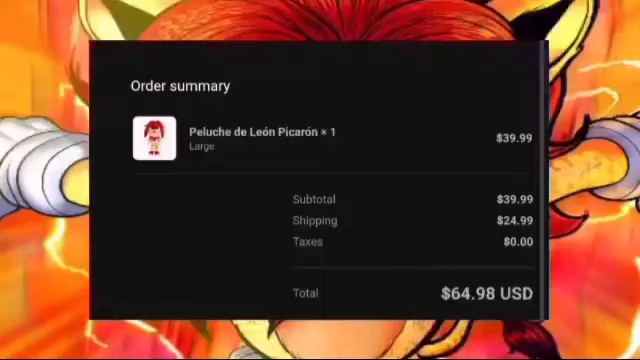 Order summary
Peluche de León Picarón × 1
$39.99
Large
Subtotal $39.99
Shipping $24.99
Taxes $0.00
Total $64.98 USD